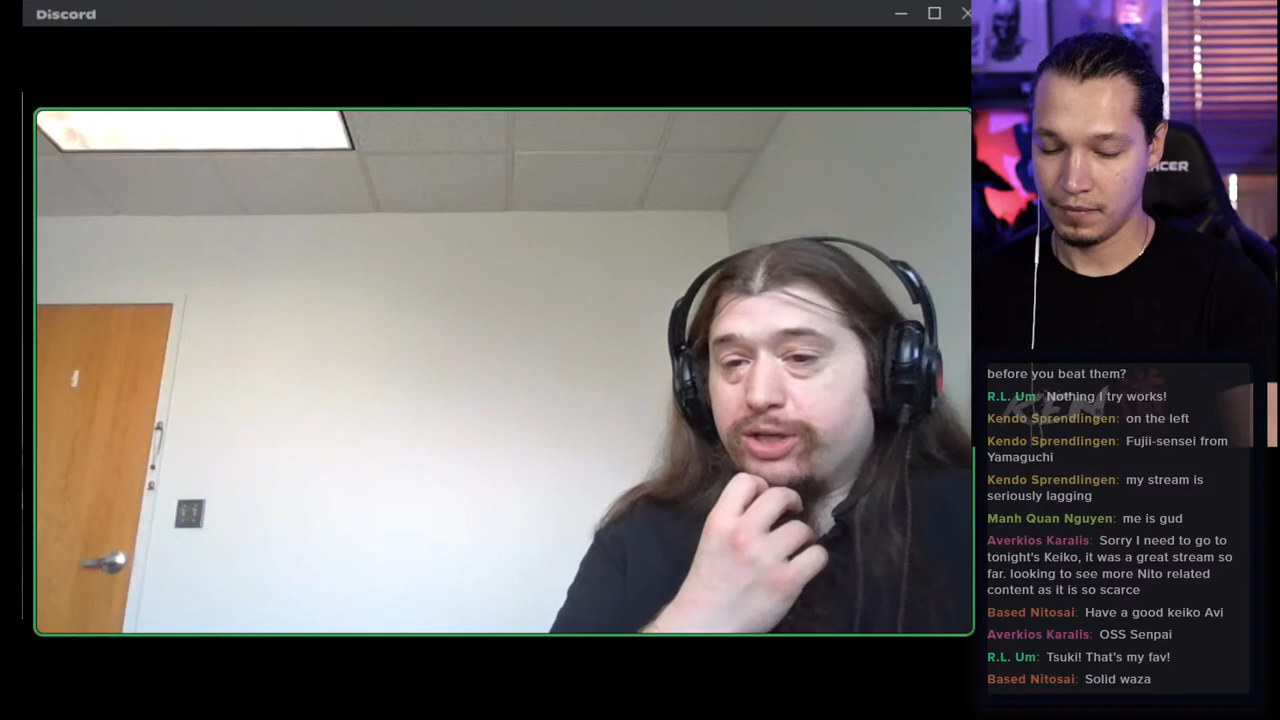 Discord
before you beat them?
R.L. Um: Nothing I try works!
Kendo Sprendlingen: on the left
Kendo Sprendlingen: Fujii-sensei from
Yamaguchi
Kendo Sprendlingen: my stream is
seriously lagging
Manh Quan Nguyen: me is gud
Averkios Karalis: Sorry I need to go to
tonight's Keiko, it was a great stream so
far. looking to see more Nito related
content as it is so scarce
Based Nitosai: Have a good keiko Avi
Averkios Karalis: OSS Senpai
R.L. Um: Tsuki! That's my fav!
Based Nitosai: Solid waza